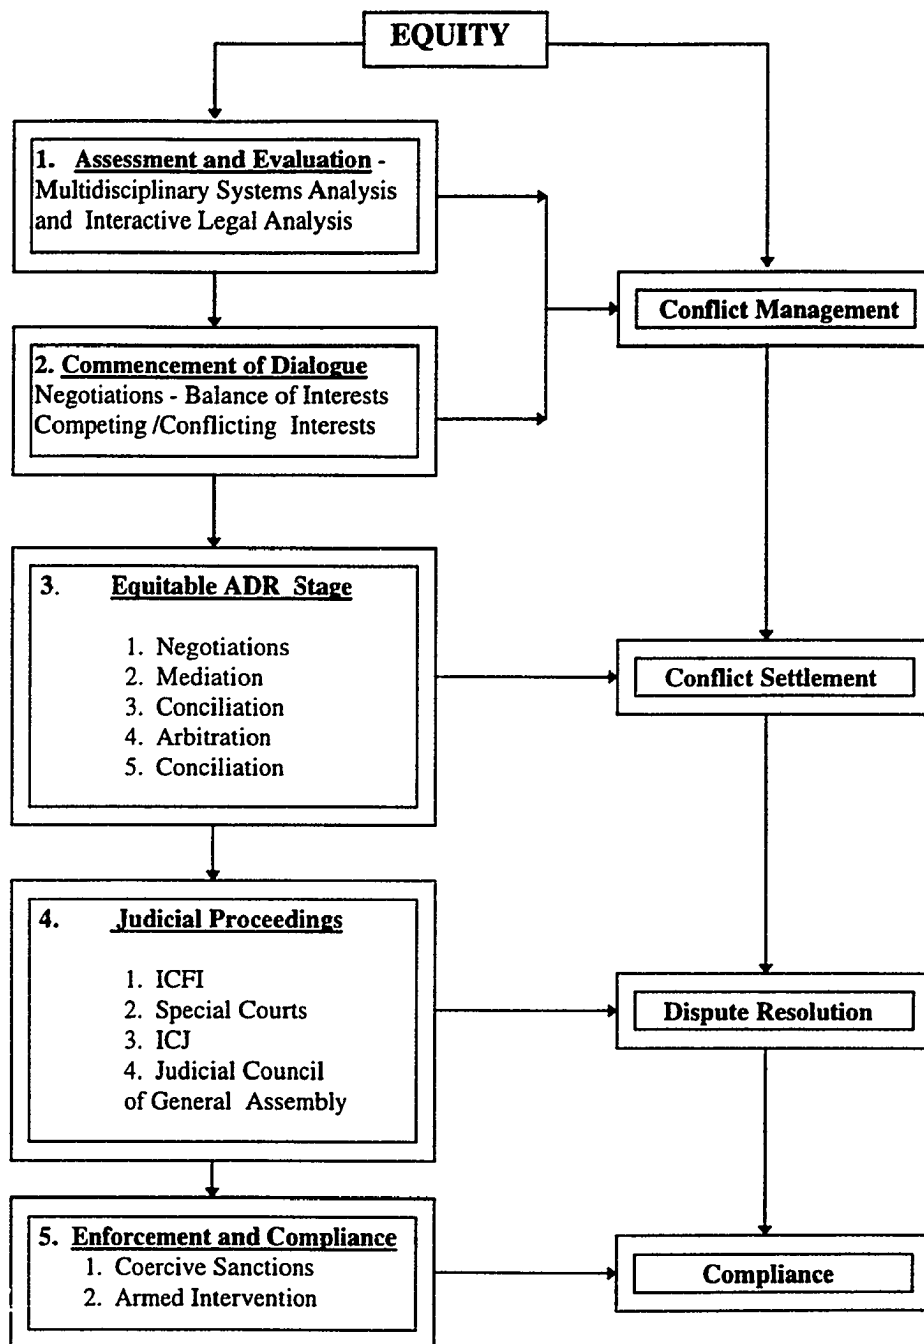 EQUITY
1. Assessment and Evaluation -
Multidisciplinary Systems Analysis
and Interactive Legal Analysis
Conflict Management
2. Commencement of Dialogue
Negotiations - Balance of Interests
Competing /Conflicting Interests
3. Equitable ADR Stage
1. Negotiations
2. Mediation
3. Conciliation
4. Arbitration
5. Conciliation
Conflict Settlement
4. Judicial Proceedings
1. ICFI
2. Special Courts
3. ICJ
4. Judicial Council
of General Assembly
Dispute Resolution
5. Enforcement and Compliance
1. Coercive Sanctions
2. Armed Intervention
Compliance